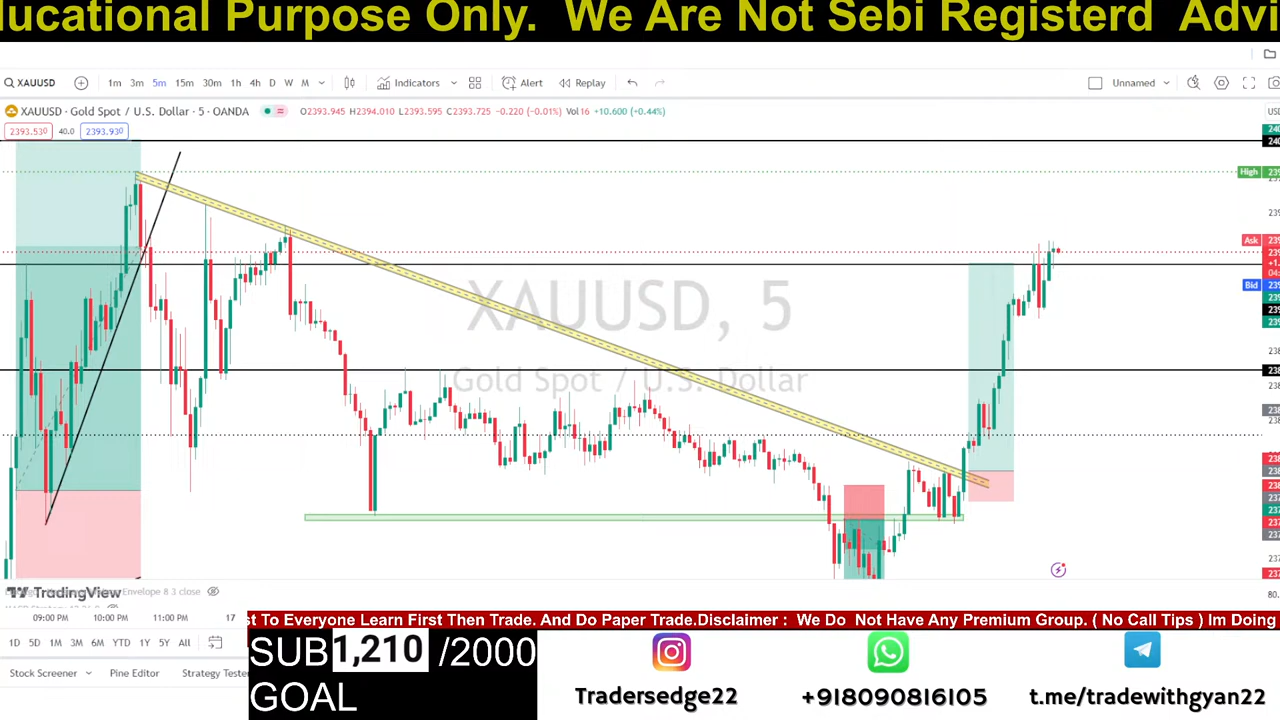 ducational Purpose Only.  We Are Not Sebi Registerd  Advi
XAUUSD 1m 3m 5m 15m 30m 1h 4h D W M Indicators Alert Replay Unnamed
XAUUSD · Gold Spot / U.S. Dollar · 5 · OANDA O2393.945 H2394.010 L2393.595 C2393.725 -0.220 (-0.01%) Vol16 +10.600 (+0.44%)
2393.530 40.0 2393.930
High
Ask
Bid
XAUUSD, 5
Gold Spot / U.S. Dollar
TradingView
Envelope 8 3 close
09:00 PM 10:00 PM 11:00 PM 17
st To Everyone Learn First Then Trade. And Do Paper Trade.Disclaimer :  We Do  Not Have Any Premium Group. ( No Call Tips ) Im Doing
1D 5D 1M 3M 6M YTD 1Y 5Y All
SUB 1,210 /2000
GOAL
Stock Screener Pine Editor Strategy Tester
Tradersedge22
+918090816105
t.me/tradewithgyan22